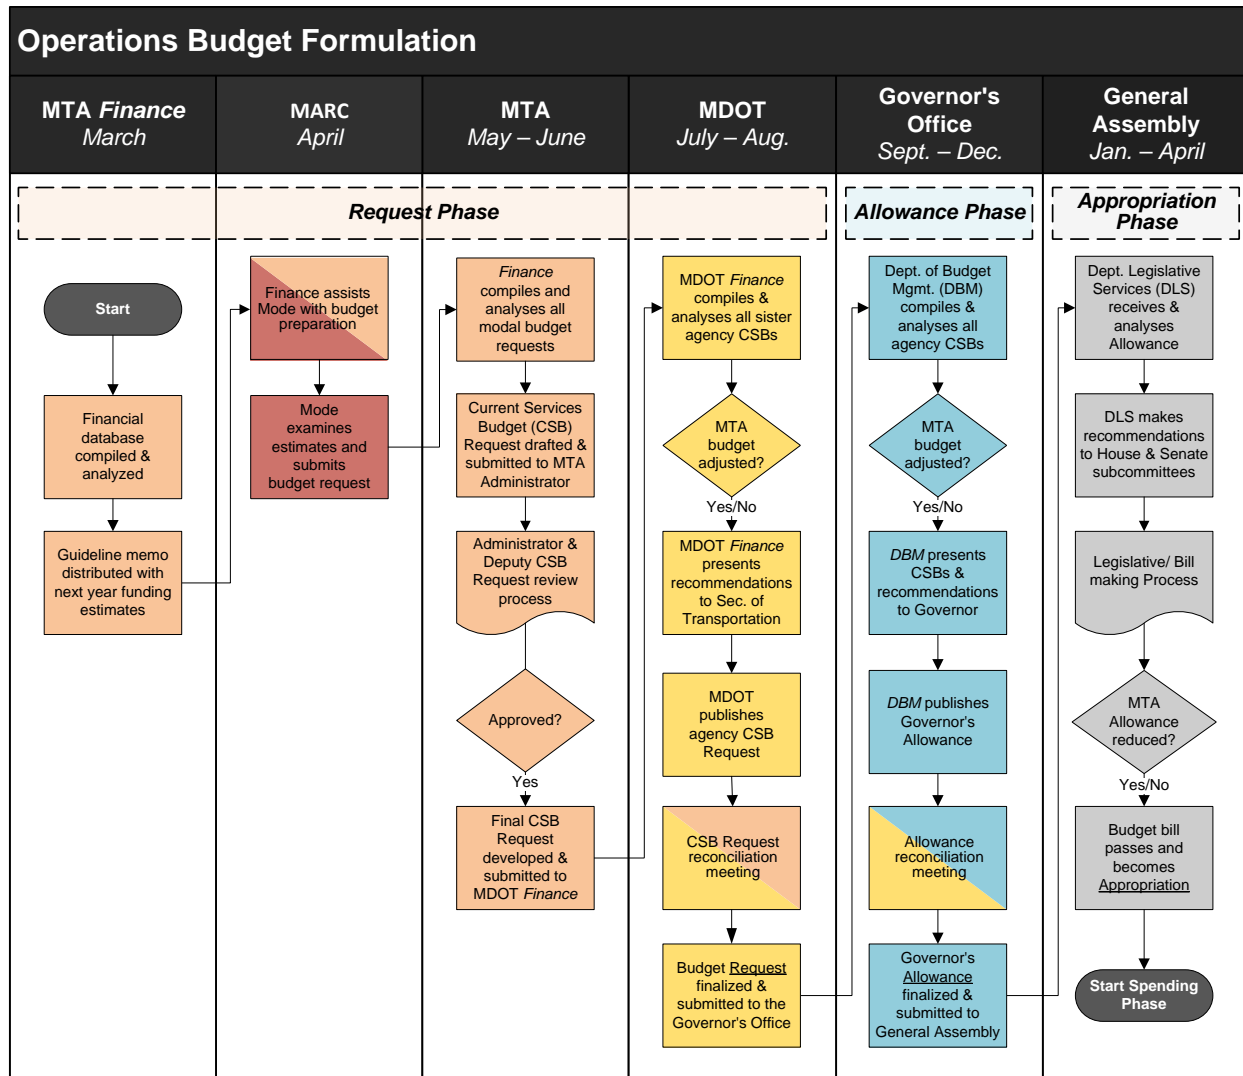 Operations Budget Formulation
MTA Finance
March
MARC
April
MTA
May – June
MDOT
July – Aug.
Governor's
Office
Sept. – Dec.
General
Assembly
Jan. – April
Request Phase
Allowance Phase
Appropriation
Phase
Start
Financial
database
compiled &
analyzed
Guideline memo
distributed with
next year funding
estimates
Finance assists
Mode with budget
preparation
Mode
examines
estimates and
submits
budget request
Finance
compiles and
analyses all
modal budget
requests
Current Services
Budget (CSB)
Request drafted &
submitted to MTA
Administrator
Administrator &
Deputy CSB
Request review
process
Approved?
Yes
Final CSB
Request
developed &
submitted to
MDOT Finance
MDOT Finance
compiles &
analyses all sister
agency CSBs
MTA
budget
adjusted?
Yes/No
MDOT Finance
presents
recommendations
to Sec. of
Transportation
MDOT
publishes
agency CSB
Request
CSB Request
reconciliation
meeting
Budget Request
finalized &
submitted to the
Governor's Office
Dept. of Budget
Mgmt. (DBM)
compiles &
analyses all
agency CSBs
MTA
budget
adjusted?
Yes/No
DBM presents
CSBs &
recommendations
to Governor
DBM publishes
Governor's
Allowance
Allowance
reconciliation
meeting
Governor's
Allowance
finalized &
submitted to
General Assembly
Dept. Legislative
Services (DLS)
receives &
analyses
Allowance
DLS makes
recommendations
to House & Senate
subcommittees
Legislative/ Bill
making Process
MTA
Allowance
reduced?
Yes/No
Budget bill
passes and
becomes
Appropriation
Start Spending
Phase